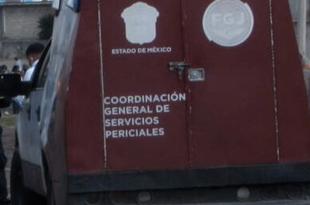 FGJ
ESTADO DE MÉXICO
COORDINACIÓN
GENERAL DE
SERVICIOS
PERICIALES